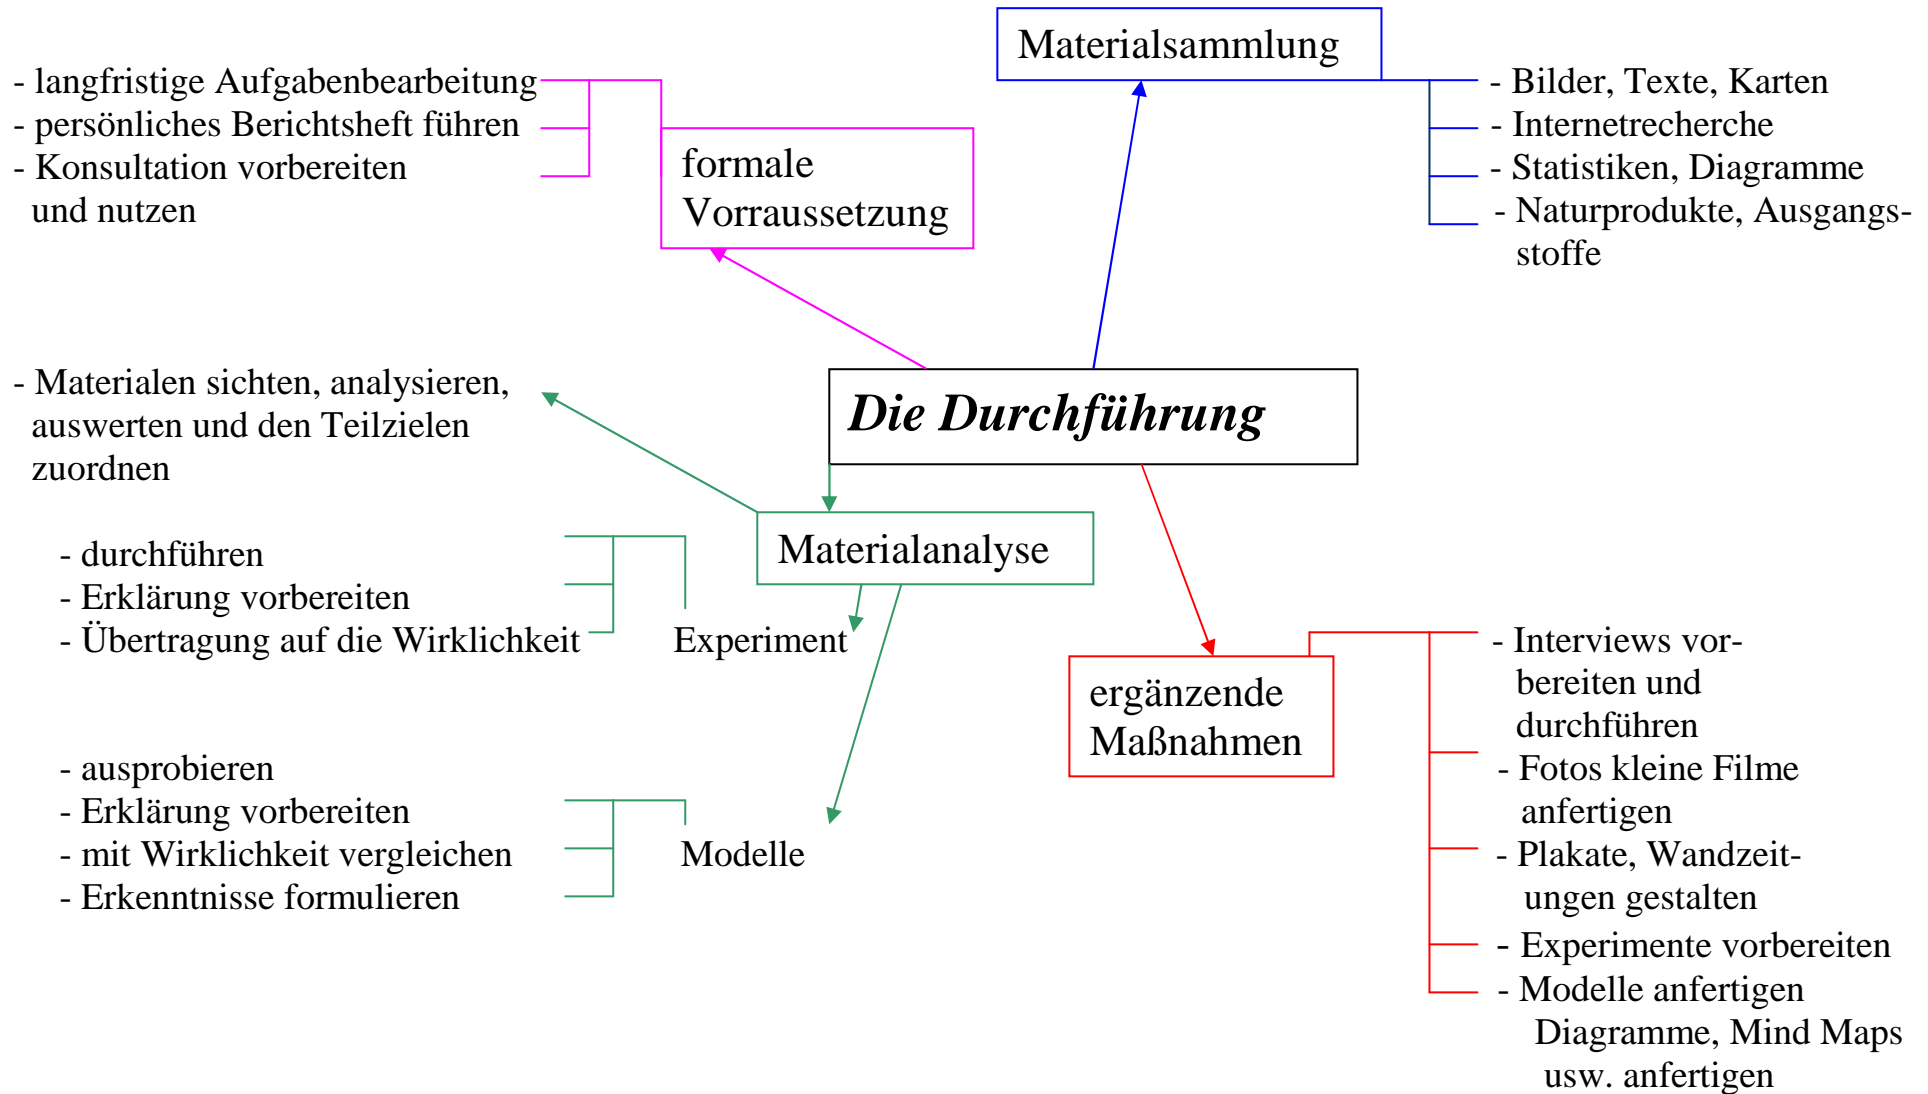 Materialsammlung
- Bilder, Texte, Karten
- Internetrecherche
- Statistiken, Diagramme
- Naturprodukte, Ausgangs-
stoffe
- langfristige Aufgabenbearbeitung
- persönliches Berichtsheft führen
- Konsultation vorbereiten
und nutzen
formale
Vorraussetzung
Die Durchführung
- Materialen sichten, analysieren,
auswerten und den Teilzielen
zuordnen
Materialanalyse
- durchführen
- Erklärung vorbereiten
- Übertragung auf die Wirklichkeit
Experiment
- ausprobieren
- Erklärung vorbereiten
- mit Wirklichkeit vergleichen
- Erkenntnisse formulieren
Modelle
ergänzende
Maßnahmen
- Interviews vor-
bereiten und
durchführen
- Fotos kleine Filme
anfertigen
- Plakate, Wandzeit-
ungen gestalten
- Experimente vorbereiten
- Modelle anfertigen
Diagramme, Mind Maps
usw. anfertigen